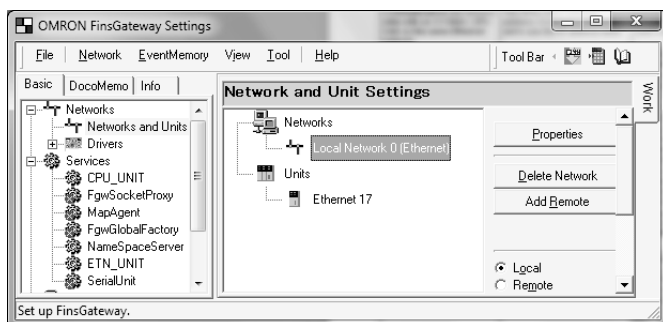 OMRON FinsGateway Settings
File Network EventMemory View Tool Help Tool Bar
Basic DocoMemo Info
Networks
Networks and Units
Drivers
Services
CPU_UNIT
FgwSocketProxy
MapAgent
FgwGlobalFactory
NameSpaceServer
ETN_UNIT
SerialUnit
Network and Unit Settings
Networks
Local Network 0 (Ethernet)
Units
Ethernet 17
Properties
Delete Network
Add Remote
Local
Remote
Work
Set up FinsGateway.